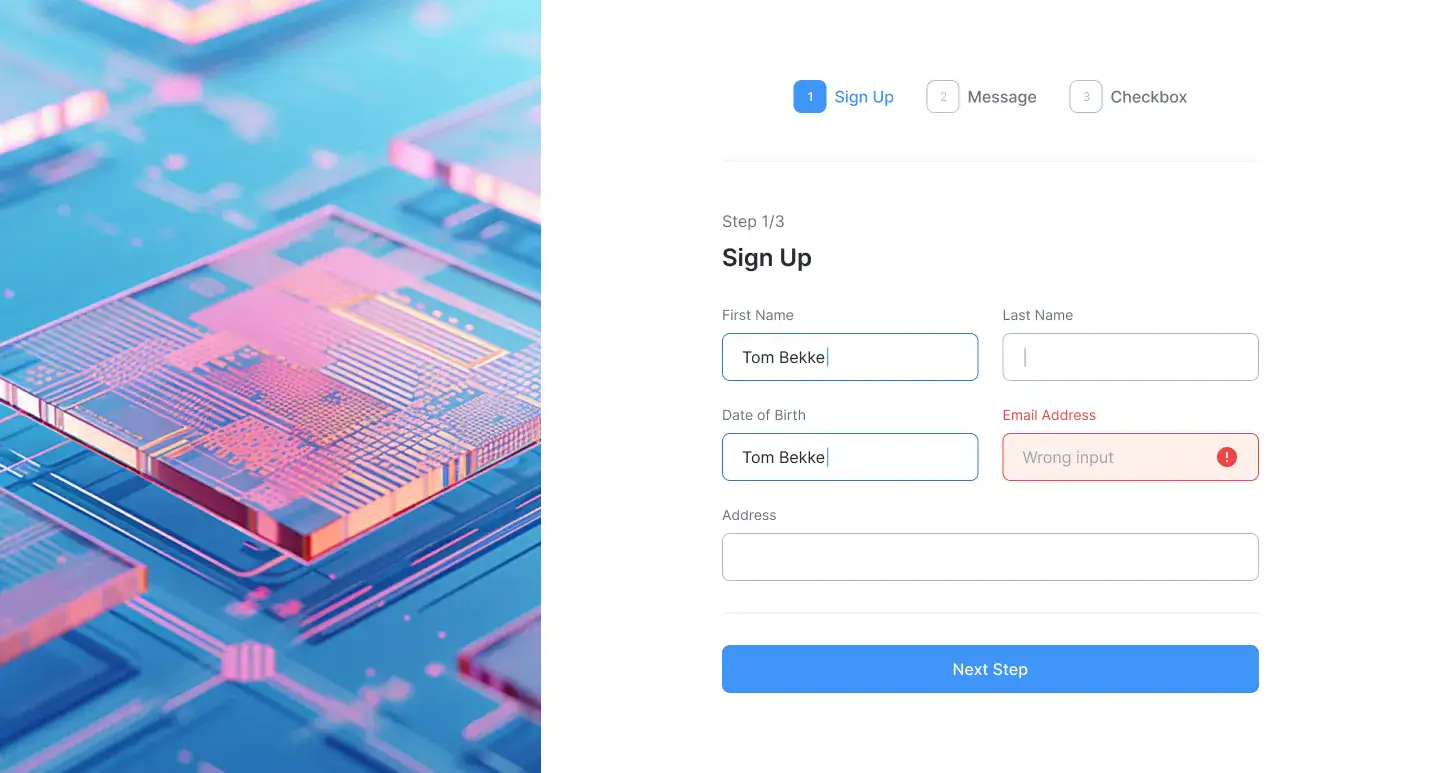 1 Sign Up 2 Message 3 Checkbox
Step 1/3
Sign Up
First Name Last Name
Tom Bekke
Date of Birth Email Address
Tom Bekke Wrong input !
Address
Next Step